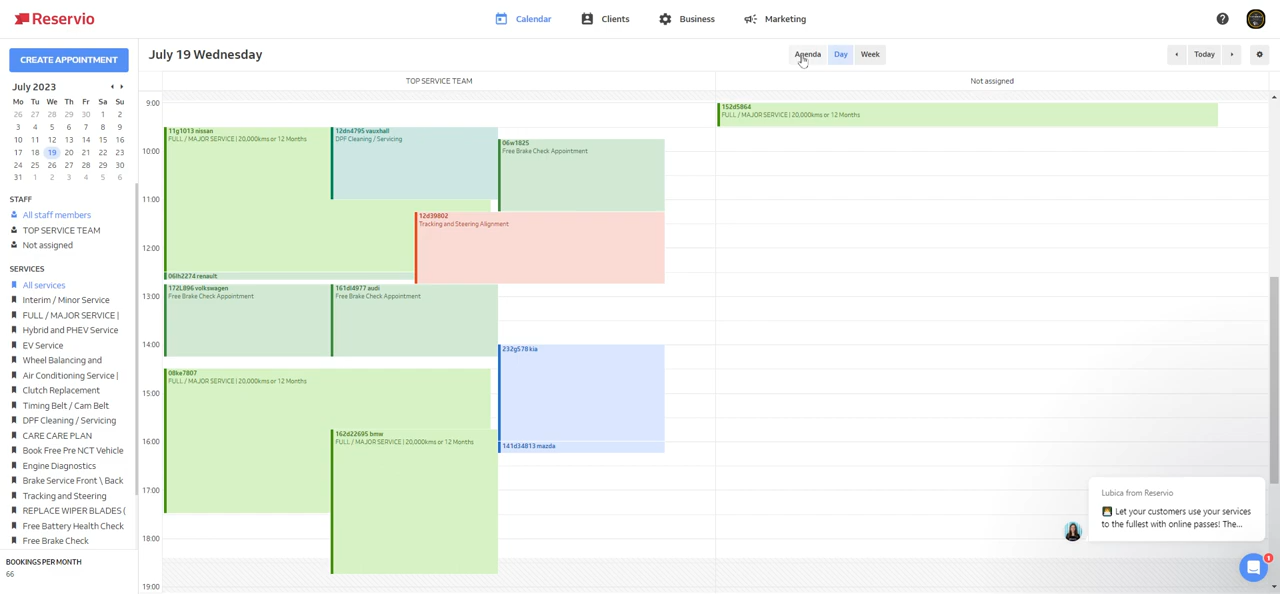 Reservio
Calendar
Clients
Business
Marketing
CREATE APPOINTMENT
July 19 Wednesday
Agenda
Day
Week
Today
TOP SERVICE TEAM
Not assigned
July 2023
Mo Tu We Th Fr Sa Su
26 27 28 29 30 1 2
3 4 5 6 7 8 9
10 11 12 13 14 15 16
17 18 19 20 21 22 23
24 25 26 27 28 29 30
31 1 2 3 4 5 6
STAFF
All staff members
TOP SERVICE TEAM
Not assigned
SERVICES
All services
Interim / Minor Service
FULL / MAJOR SERVICE |
Hybrid and PHEV Service
EV Service
Wheel Balancing and
Air Conditioning Service |
Clutch Replacement
Timing Belt / Cam Belt
DPF Cleaning / Servicing
CARE CARE PLAN
Book Free Pre NCT Vehicle
Engine Diagnostics
Brake Service Front \ Back
Tracking and Steering
REPLACE WIPER BLADES (
Free Battery Health Check
Free Brake Check
BOOKINGS PER MONTH
66
9:00
10:00
11:00
12:00
13:00
14:00
15:00
16:00
17:00
18:00
19:00
11g1013 nissan
FULL / MAJOR SERVICE | 20,000kms or 12 Months
12dn4795 vauxhall
DPF Cleaning / Servicing
06w1825
Free Brake Check Appointment
12d39802
Tracking and Steering Alignment
06lh2274 renault
172L896 volkswagen
Free Brake Check Appointment
161dl4977 audi
Free Brake Check Appointment
232g578 kia
08ke7807
FULL / MAJOR SERVICE | 20,000kms or 12 Months
162d22695 bmw
FULL / MAJOR SERVICE | 20,000kms or 12 Months
141d34813 mazda
152d5864
FULL / MAJOR SERVICE | 20,000kms or 12 Months
Lubica from Reservio
Let your customers use your services
to the fullest with online passes! The...
1